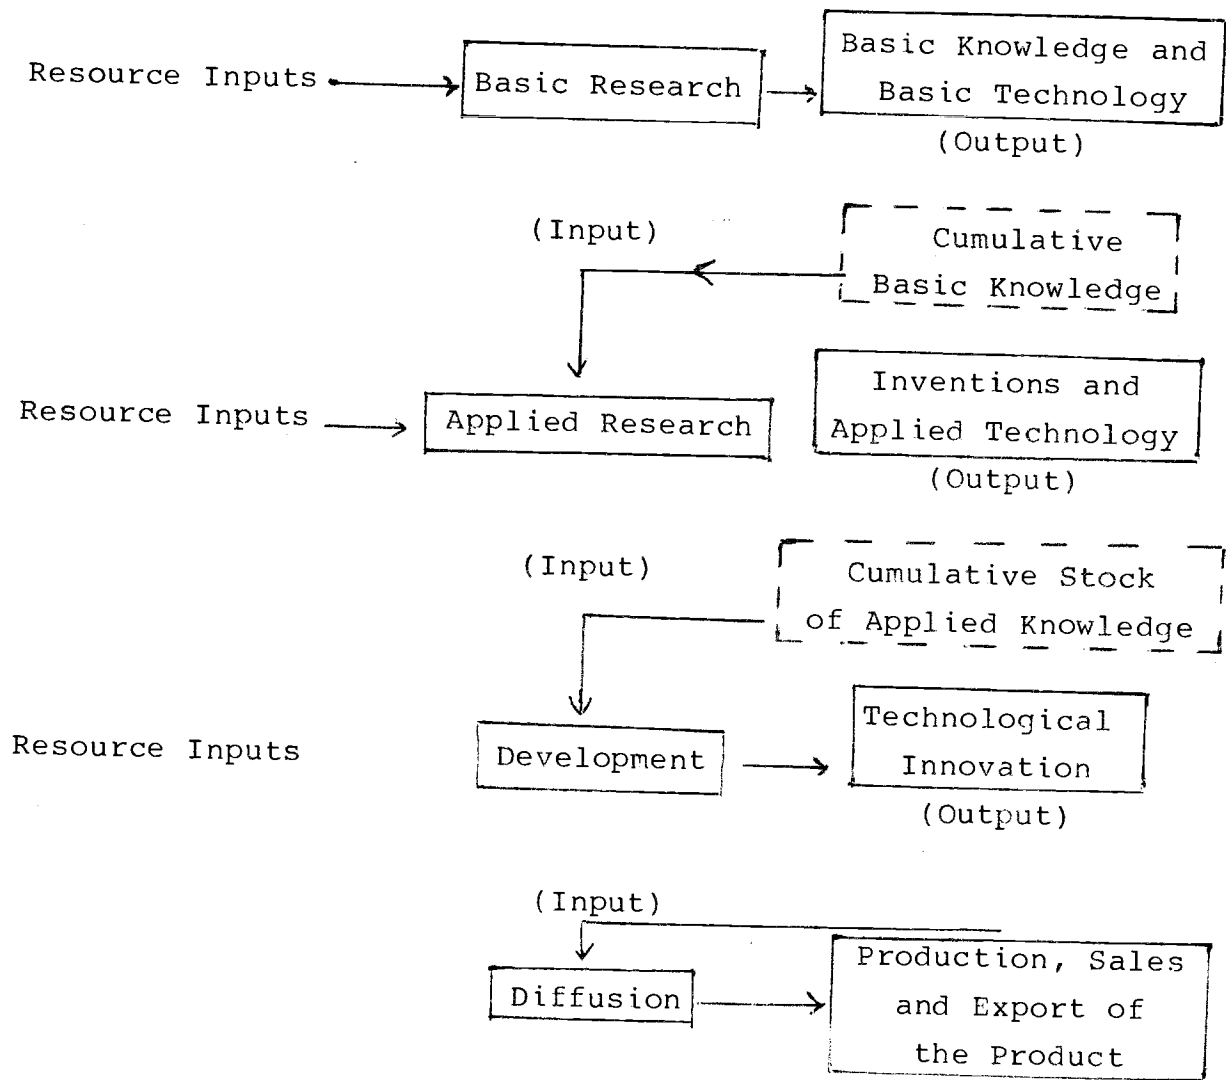 Basic Knowledge and
Resource Inputs Basic Research Basic Technology
(Output)
(Input) Cumulative
Basic Knowledge
Inventions and
Resource Inputs Applied Research Applied Technology
(Output)
(Input) Cumulative Stock
of Applied Knowledge
Technological
Resource Inputs Development Innovation
(Output)
(Input)
Production, Sales
Diffusion and Export of
the Product